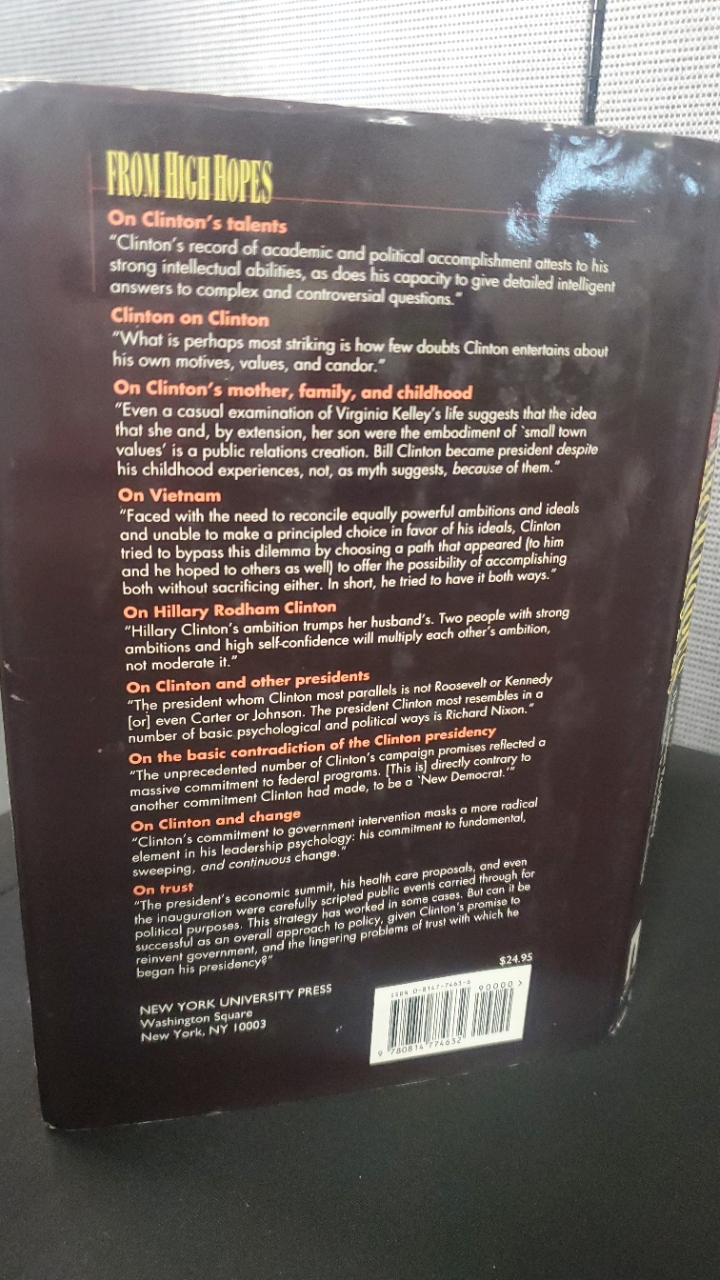 FROM HIGH HOPES
On Clinton's talents
"Clinton's record of academic and political accomplishment attests to his
strong intellectual abilities, as does his capacity to give detailed intelligent
answers to complex and controversial questions."
Clinton on Clinton
"What is perhaps most striking is how few doubts Clinton entertains about
his own motives, values, and candor."
On Clinton's mother, family, and childhood
"Even a casual examination of Virginia Kelley's life suggests that the idea
that she and, by extension, her son were the embodiment of `small town
values' is a public relations creation. Bill Clinton became president despite
his childhood experiences, not, as myth suggests, because of them."
On Vietnam
"Faced with the need to reconcile equally powerful ambitions and ideals
and unable to make a principled choice in favor of his ideals, Clinton
tried to bypass this dilemma by choosing a path that appeared (to him
and he hoped to others as well) to offer the possibility of accomplishing
both without sacrificing either. In short, he tried to have it both ways."
On Hillary Rodham Clinton
"Hillary Clinton's ambition trumps her husband's. Two people with strong
ambitions and high self-confidence will multiply each other's ambition,
not moderate it."
On Clinton and other presidents
"The president whom Clinton most parallels is not Roosevelt or Kennedy
[or] even Carter or Johnson. The president Clinton most resembles in a
number of basic psychological and political ways is Richard Nixon."
On the basic contradiction of the Clinton presidency
"The unprecedented number of Clinton's campaign promises reflected a
massive commitment to federal programs. [This is] directly contrary to
another commitment Clinton had made, to be a `New Democrat.'"
On Clinton and change
"Clinton's commitment to government intervention masks a more radical
element in his leadership psychology: his commitment to fundamental,
sweeping, and continuous change."
On trust
"The president's economic summit, his health care proposals, and even
the inauguration were carefully scripted public events carried through for
political purposes. This strategy has worked in some cases. But can it be
successful as an overall approach to policy, given Clinton's promise to
reinvent government, and the lingering problems of trust with which he
began his presidency?"
$24.95
NEW YORK UNIVERSITY PRESS
Washington Square
New York, NY 10003
ISBN 0-8147-7463-6
90000 >
9 780814 774632